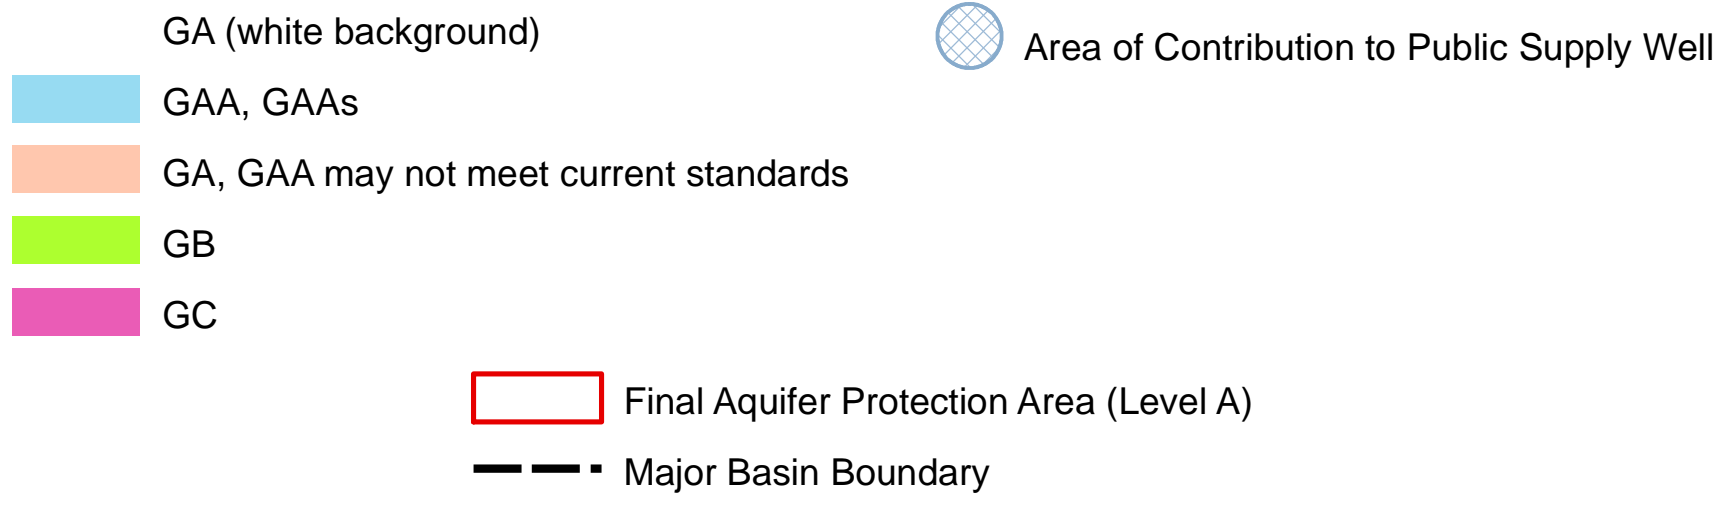 GA (white background)
Area of Contribution to Public Supply Well
GAA, GAAs
GA, GAA may not meet current standards
GB
GC
Final Aquifer Protection Area (Level A)
Major Basin Boundary